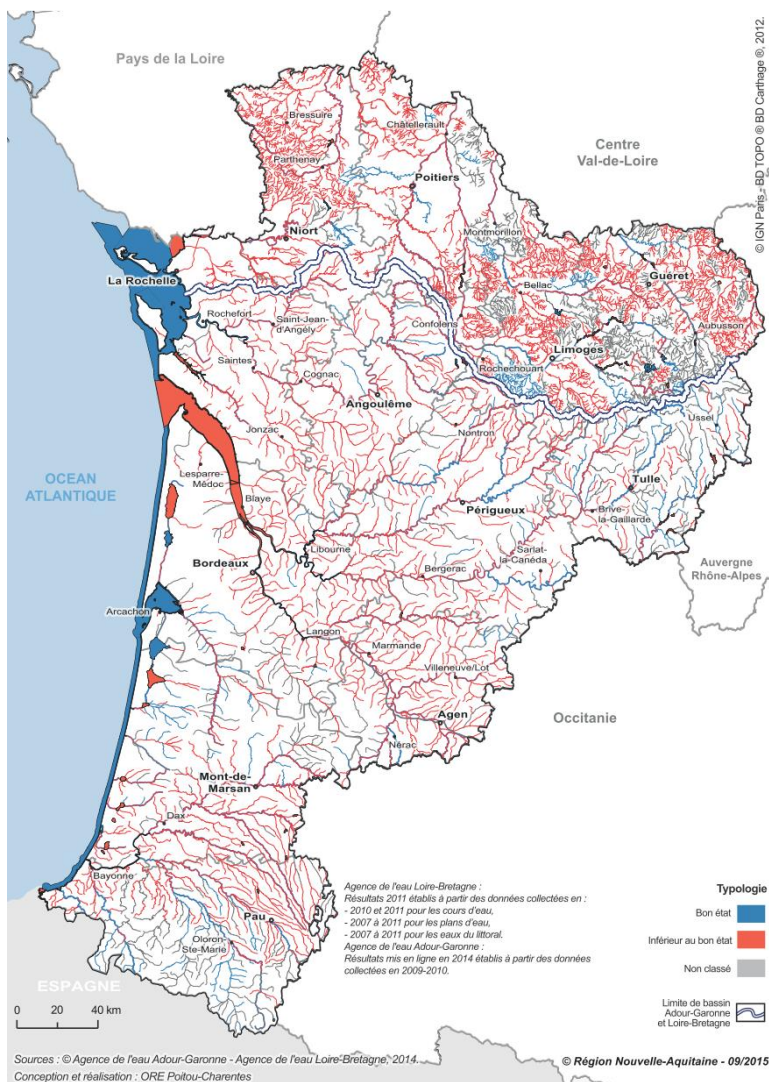 Pays de la Loire
© IGN Paris - BD TOPO ® BD Carthage ®, 2012.
Bressuire
Châtellerault
Parthenay
Centre
Val-de-Loire
Poitiers
Niort
Montmorillon
Guéret
La Rochelle
Bellac
Rochefort
Saint-Jean-
d'Angély
Confolens
Aubusson
Limoges
Rochechouart
Saintes
Cognac
Angoulême
Ussel
Jonzac
Nontron
OCEAN
ATLANTIQUE
Lesparre-
Médoc
Tulle
Blaye
Périgueux
Brive-
la-Gaillarde
Libourne
Bordeaux
Bergerac
Sarlat-
la-Canéda
Auvergne
Rhône-Alpes
Arcachon
Langon
Marmande
Villeneuve/Lot
Occitanie
Agen
Nérac
Mont-de-
Marsan
Dax
Bayonne
Pau
Oloron-
Ste-Marie
ESPAGNE
0 20 40 km
Agence de l'eau Loire-Bretagne :
Résultats 2011 établis à partir des données collectées en :
- 2010 et 2011 pour les cours d'eau,
- 2007 à 2011 pour les plans d'eau,
- 2007 à 2011 pour les eaux du littoral.
Agence de l'eau Adour-Garonne :
Résultats mis en ligne en 2014 établis à partir des données
collectées en 2009-2010.
Typologie
Bon état
Inférieur au bon état
Non classé
Limite de bassin
Adour-Garonne
et Loire-Bretagne
Sources : © Agence de l'eau Adour-Garonne - Agence de l'eau Loire-Bretagne, 2014.
Conception et réalisation : ORE Poitou-Charentes
© Région Nouvelle-Aquitaine - 09/2015